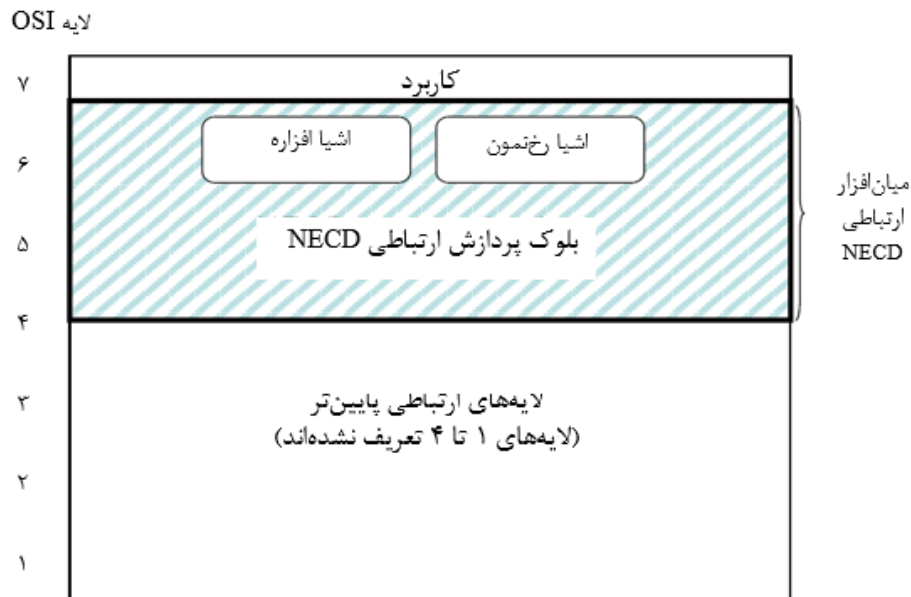 لایه OSI
۷
کاربرد
اشیا رخ‌نمون
اشیا افزاره
۶
میان‌افزار
ارتباطی
NECD
۵
بلوک پردازش ارتباطی NECD
۴
۳
لایه‌های ارتباطی پایین‌تر
(لایه‌های ۱ تا ۴ تعریف نشده‌اند)
۲
۱